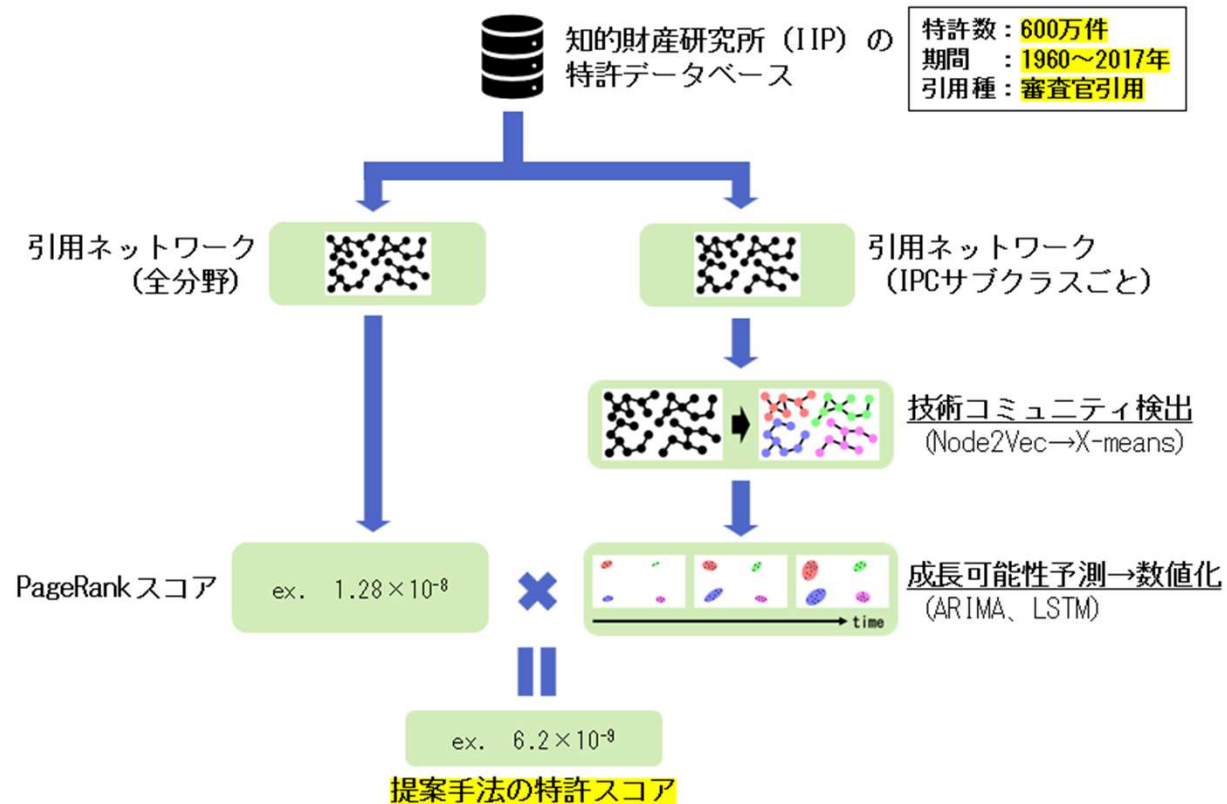 知的財産研究所（IIP）の
特許データベース
特許数：600万件
期間　：1960～2017年
引用種：審査官引用
引用ネットワーク
(全分野)
引用ネットワーク
(IPCサブクラスごと)
技術コミュニティ検出
(Node2Vec→X-means)
PageRankスコア
ex.　1.28×10⁻⁸
time
成長可能性予測→数値化
(ARIMA、LSTM)
ex.　6.2×10⁻⁹
提案手法の特許スコア